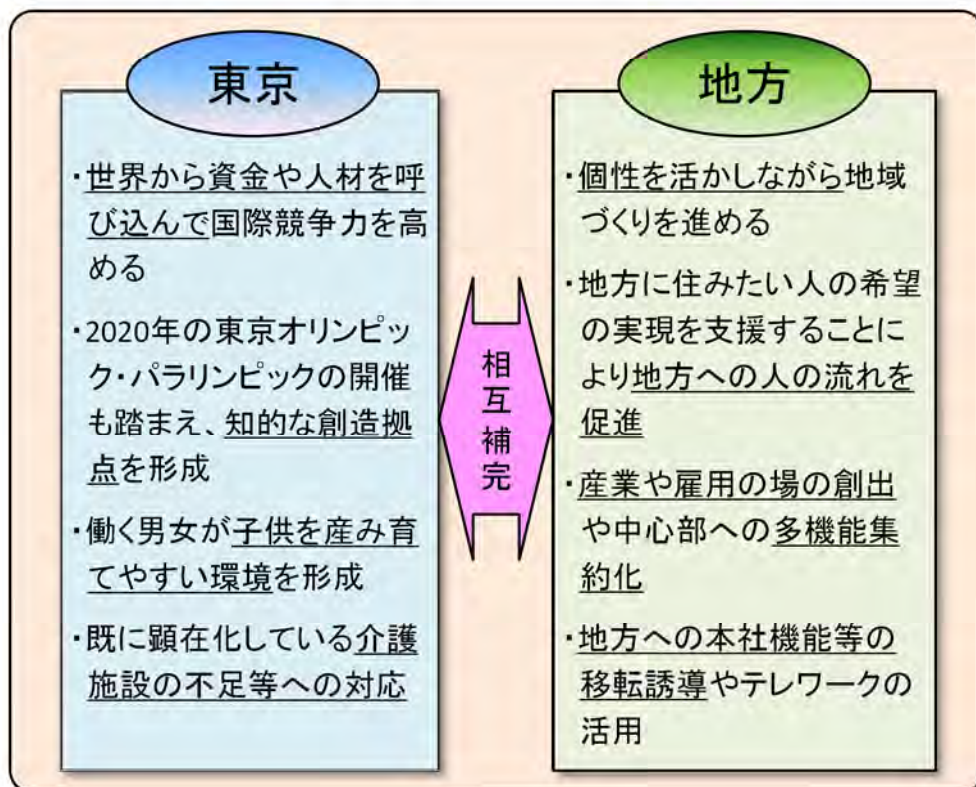 東京
・世界から資金や人材を呼
び込んで国際競争力を高
める
・2020年の東京オリンピッ
ク・パラリンピックの開催
も踏まえ、知的な創造拠
点を形成
・働く男女が子供を産み育
てやすい環境を形成
・既に顕在化している介護
施設の不足等への対応
相互補完
地方
・個性を活かしながら地域
づくりを進める
・地方に住みたい人の希望
の実現を支援することに
より地方への人の流れを
促進
・産業や雇用の場の創出
や中心部への多機能集
約化
・地方への本社機能等の
移転誘導やテレワークの
活用